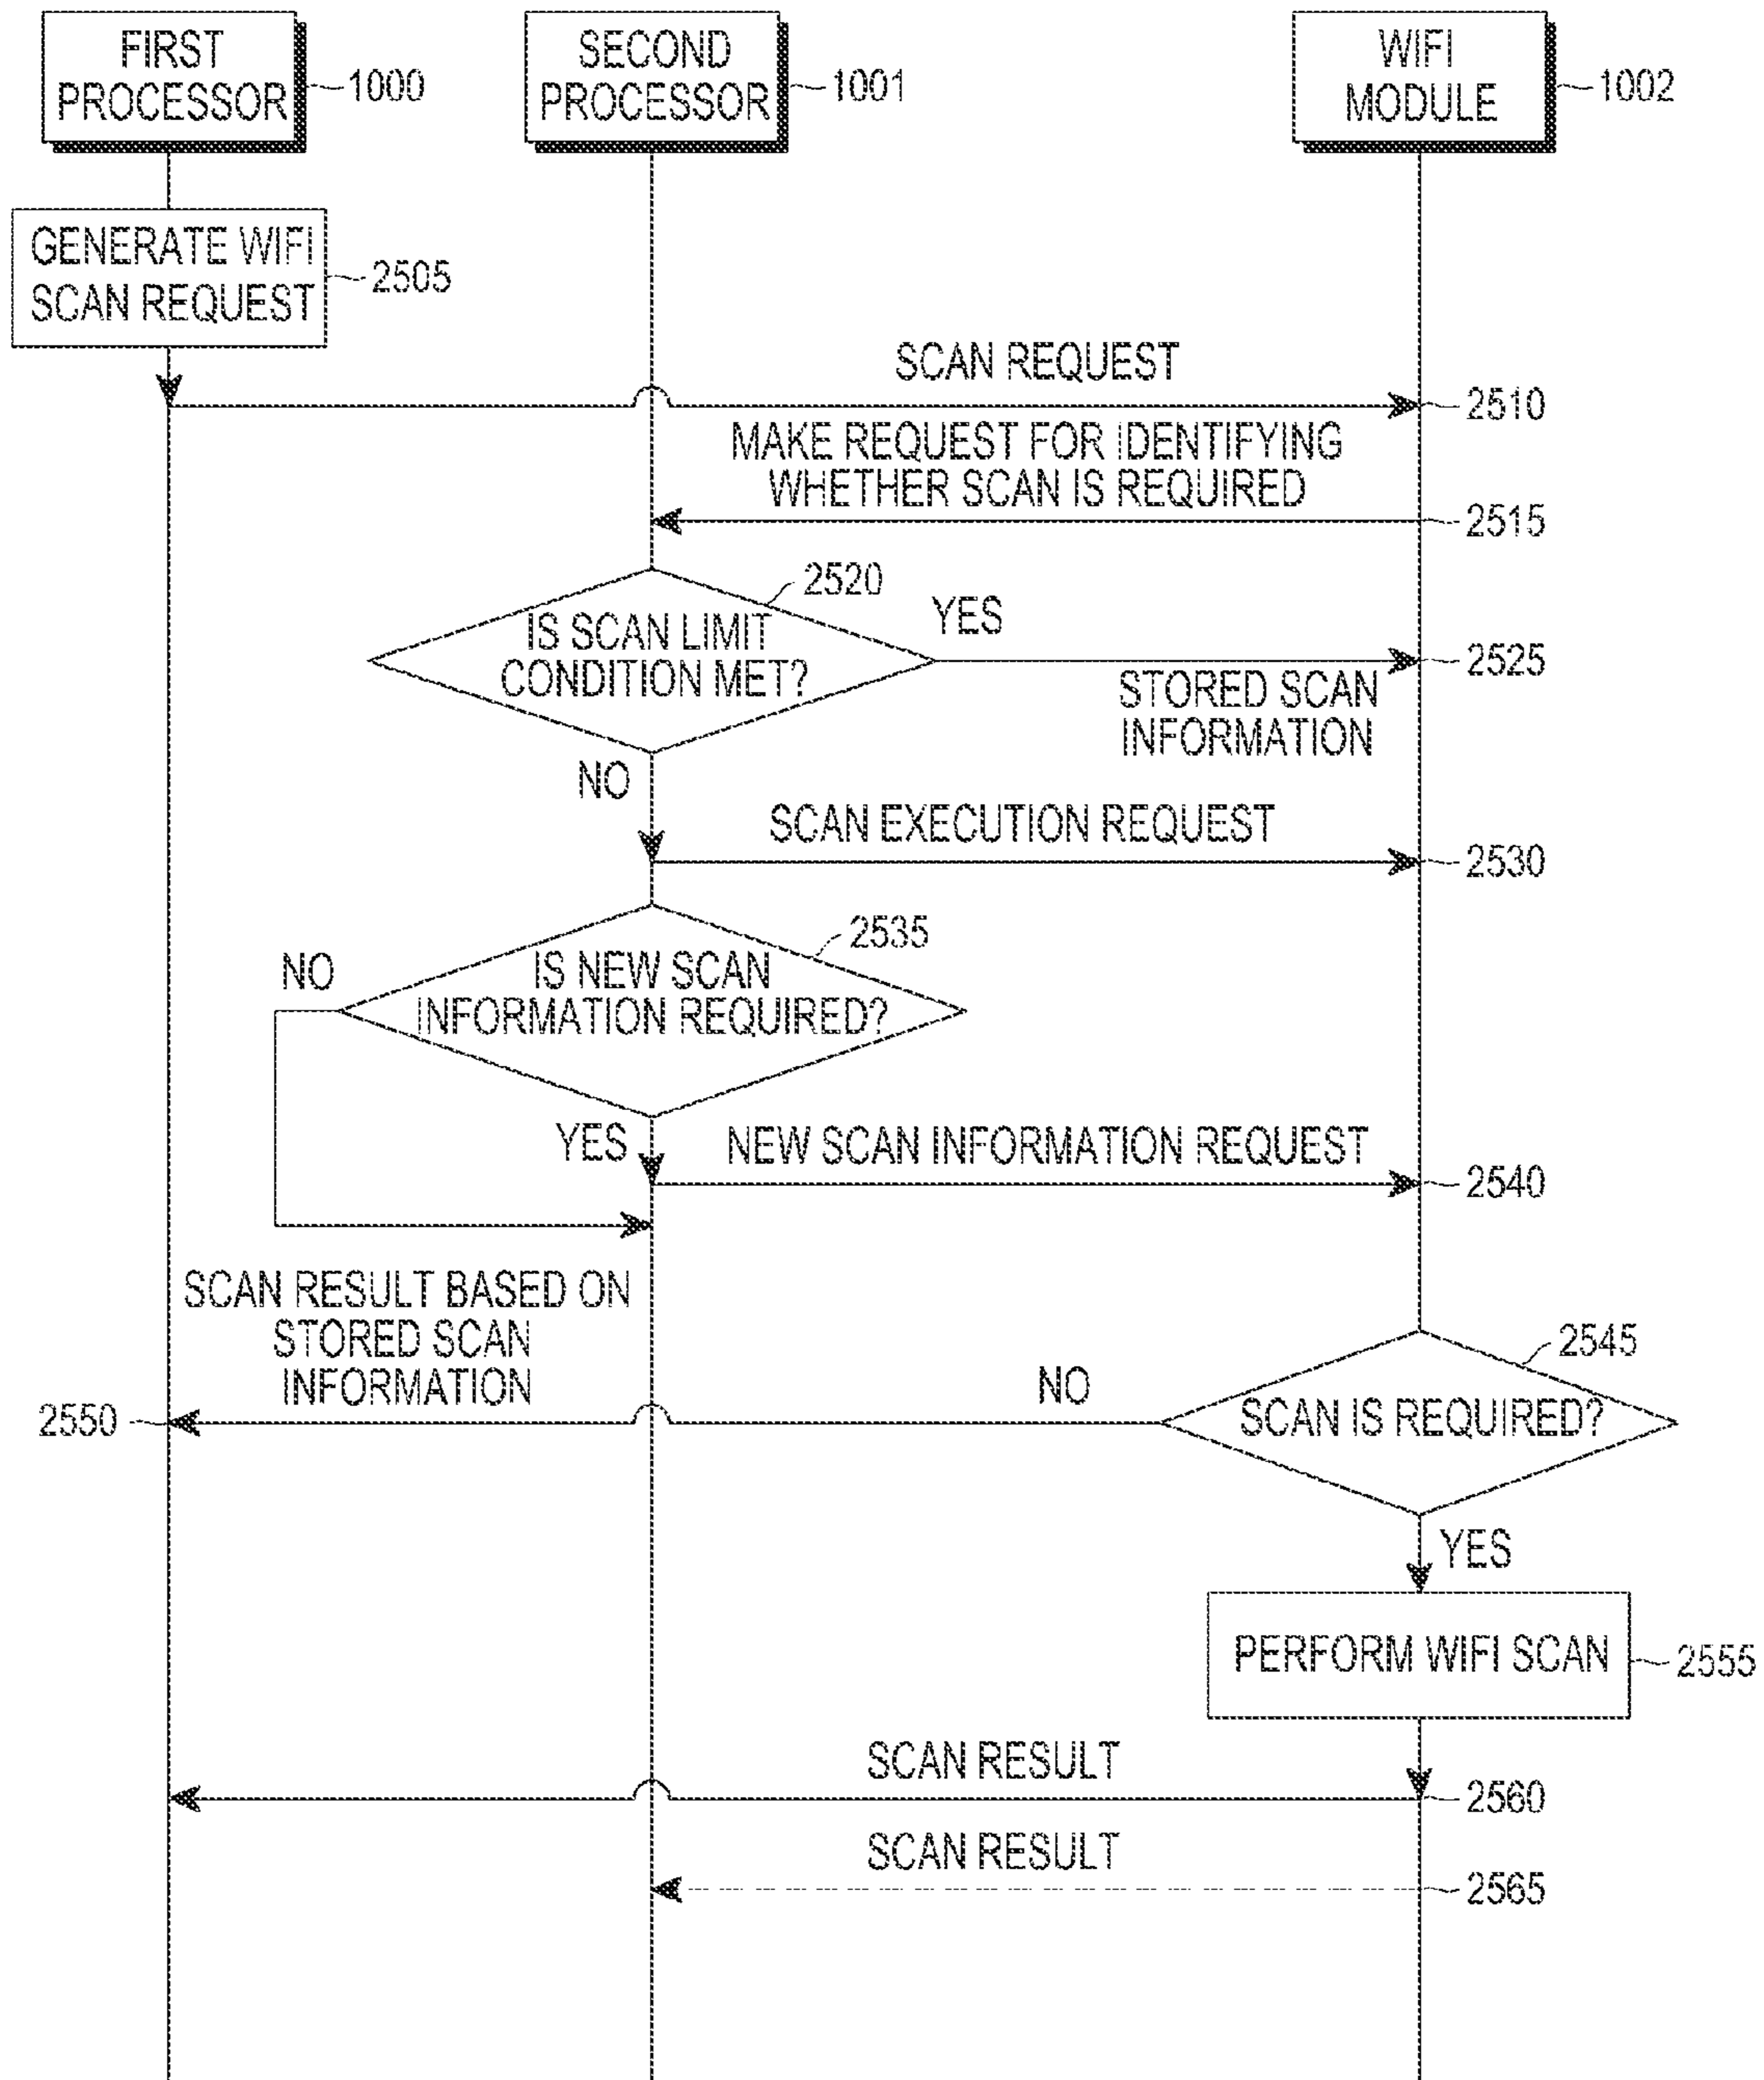 FIRST
PROCESSOR
1000
SECOND
PROCESSOR
1001
WIFI
MODULE
1002
GENERATE WIFI
SCAN REQUEST
2505
SCAN REQUEST
2510
MAKE REQUEST FOR IDENTIFYING
WHETHER SCAN IS REQUIRED
2515
2520
IS SCAN LIMIT
CONDITION MET?
YES
2525
STORED SCAN
INFORMATION
NO
SCAN EXECUTION REQUEST
2530
2535
IS NEW SCAN
INFORMATION REQUIRED?
NO
YES
NEW SCAN INFORMATION REQUEST
2540
SCAN RESULT BASED ON
STORED SCAN
INFORMATION
2550
2545
SCAN IS REQUIRED?
NO
YES
PERFORM WIFI SCAN
2555
SCAN RESULT
2560
SCAN RESULT
2565